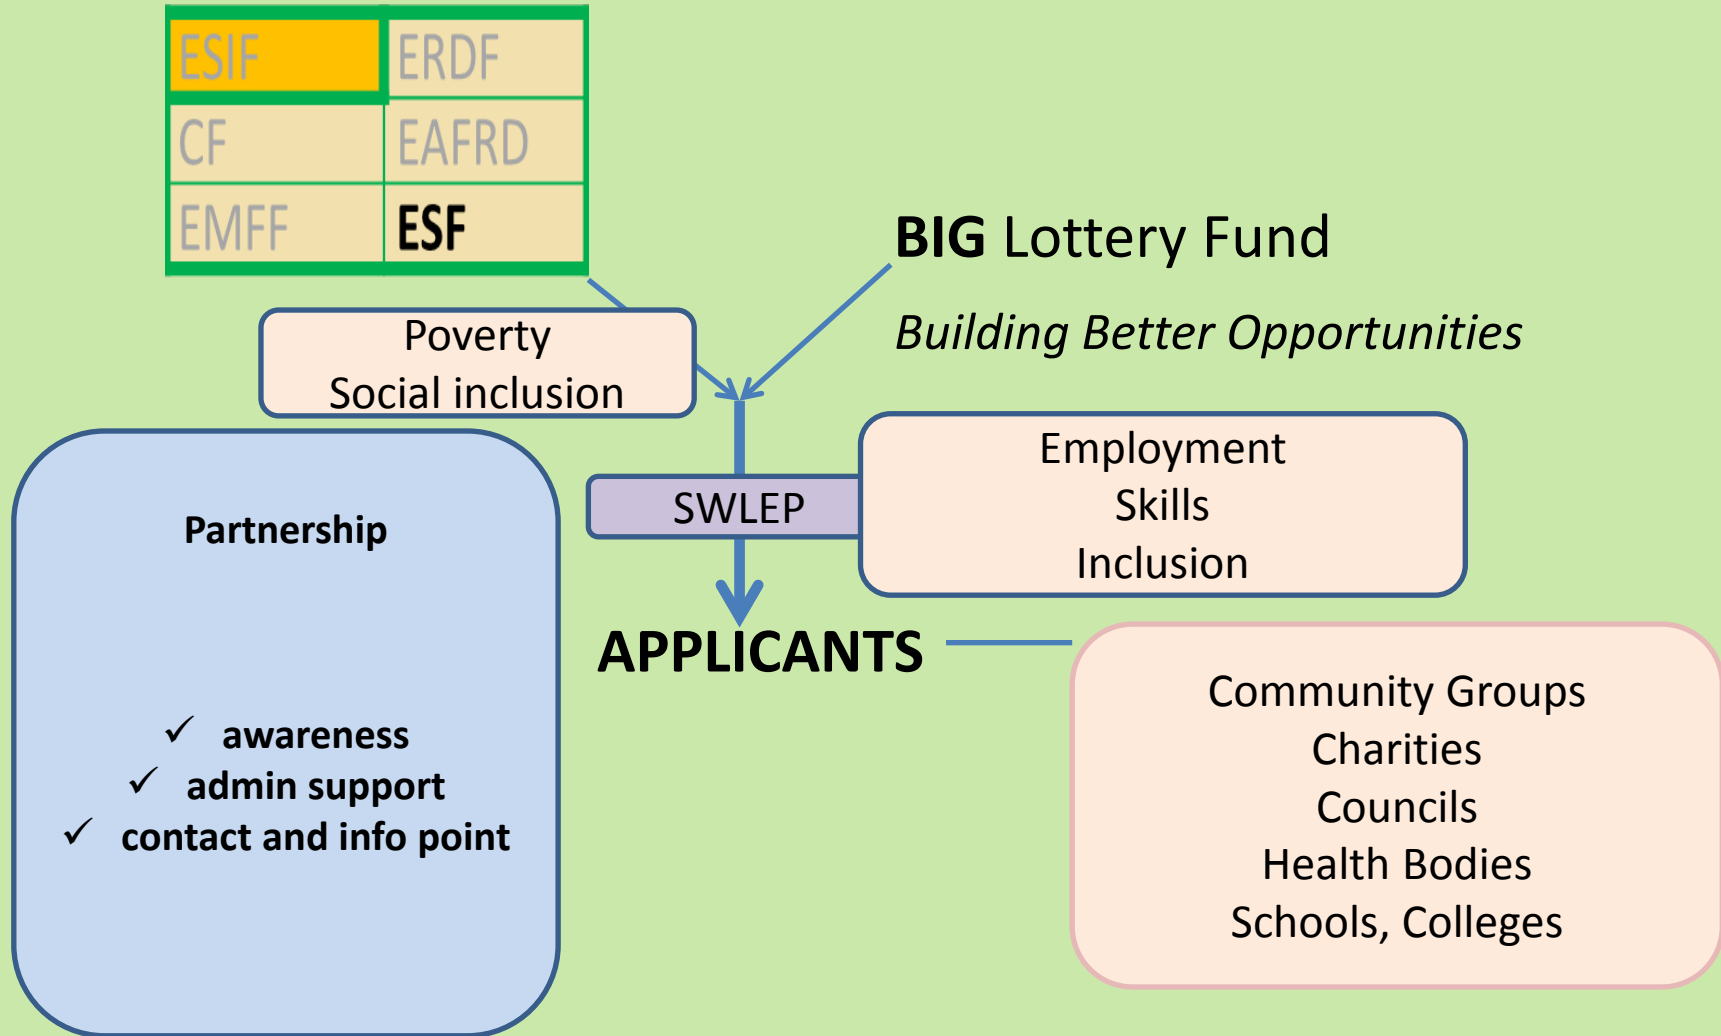 ESIF ERDF
CF EAFRD
EMFF ESF
BIG Lottery Fund
Building Better Opportunities
Poverty
Social inclusion
Employment
Skills
Inclusion
SWLEP
Partnership
✓ awareness
✓ admin support
✓ contact and info point
APPLICANTS
Community Groups
Charities
Councils
Health Bodies
Schools, Colleges